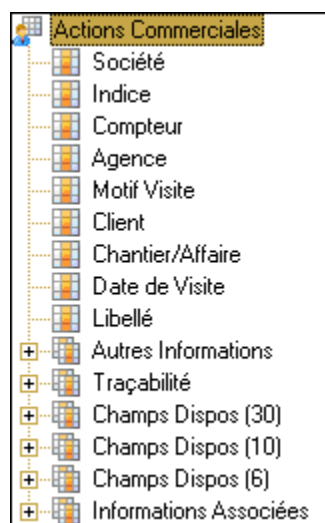 Actions Commerciales
Société
Indice
Compteur
Agence
Motif Visite
Client
Chantier/Affaire
Date de Visite
Libellé
Autres Informations
Traçabilité
Champs Dispos (30)
Champs Dispos (10)
Champs Dispos (6)
Informations Associées